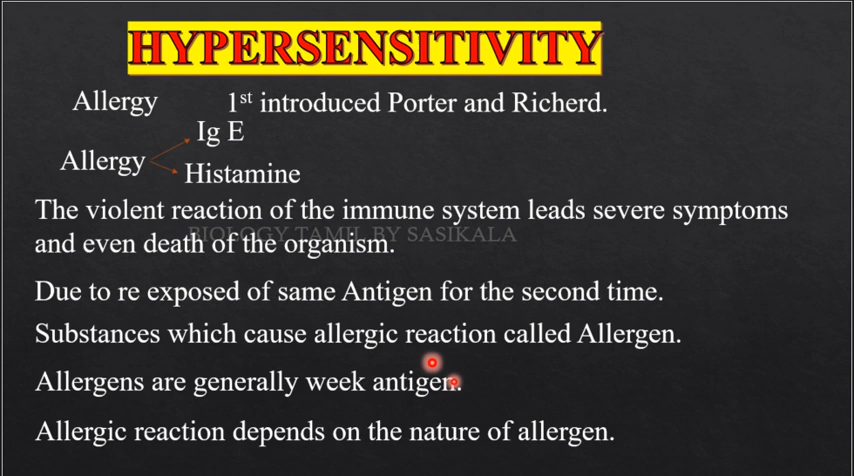 HYPERSENSITIVITY
Allergy 1st introduced Porter and Richerd.
Ig E
Allergy
Histamine
The violent reaction of the immune system leads severe symptoms
and even death of the organism.
BIOLOGY TAMIL BY SASIKALA
Due to re exposed of same Antigen for the second time.
Substances which cause allergic reaction called Allergen.
Allergens are generally week antigen.
Allergic reaction depends on the nature of allergen.